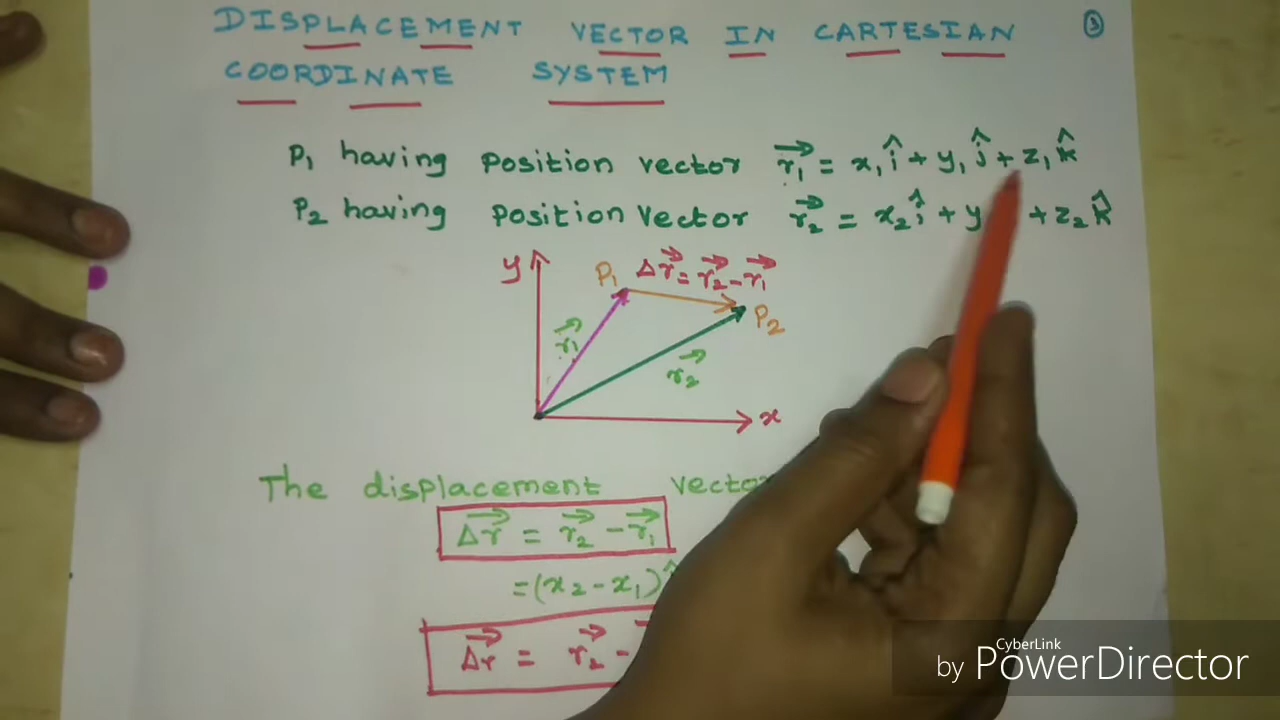 DISPLACEMENT VECTOR IN CARTESIAN ③
COORDINATE SYSTEM
P₁ having position vector r⃗₁ = x₁î + y₁ĵ + z₁k̂
P₂ having position vector r⃗₂ = x₂î + y + z₂k̂
y
P₁ Δr⃗ = r⃗₂ - r⃗₁
P₂
r⃗₁
r⃗₂
x
The displacement vector
Δr⃗ = r⃗₂ - r⃗₁
= (x₂ - x₁)
Δr⃗ = r⃗₂ -
CyberLink
by PowerDirector